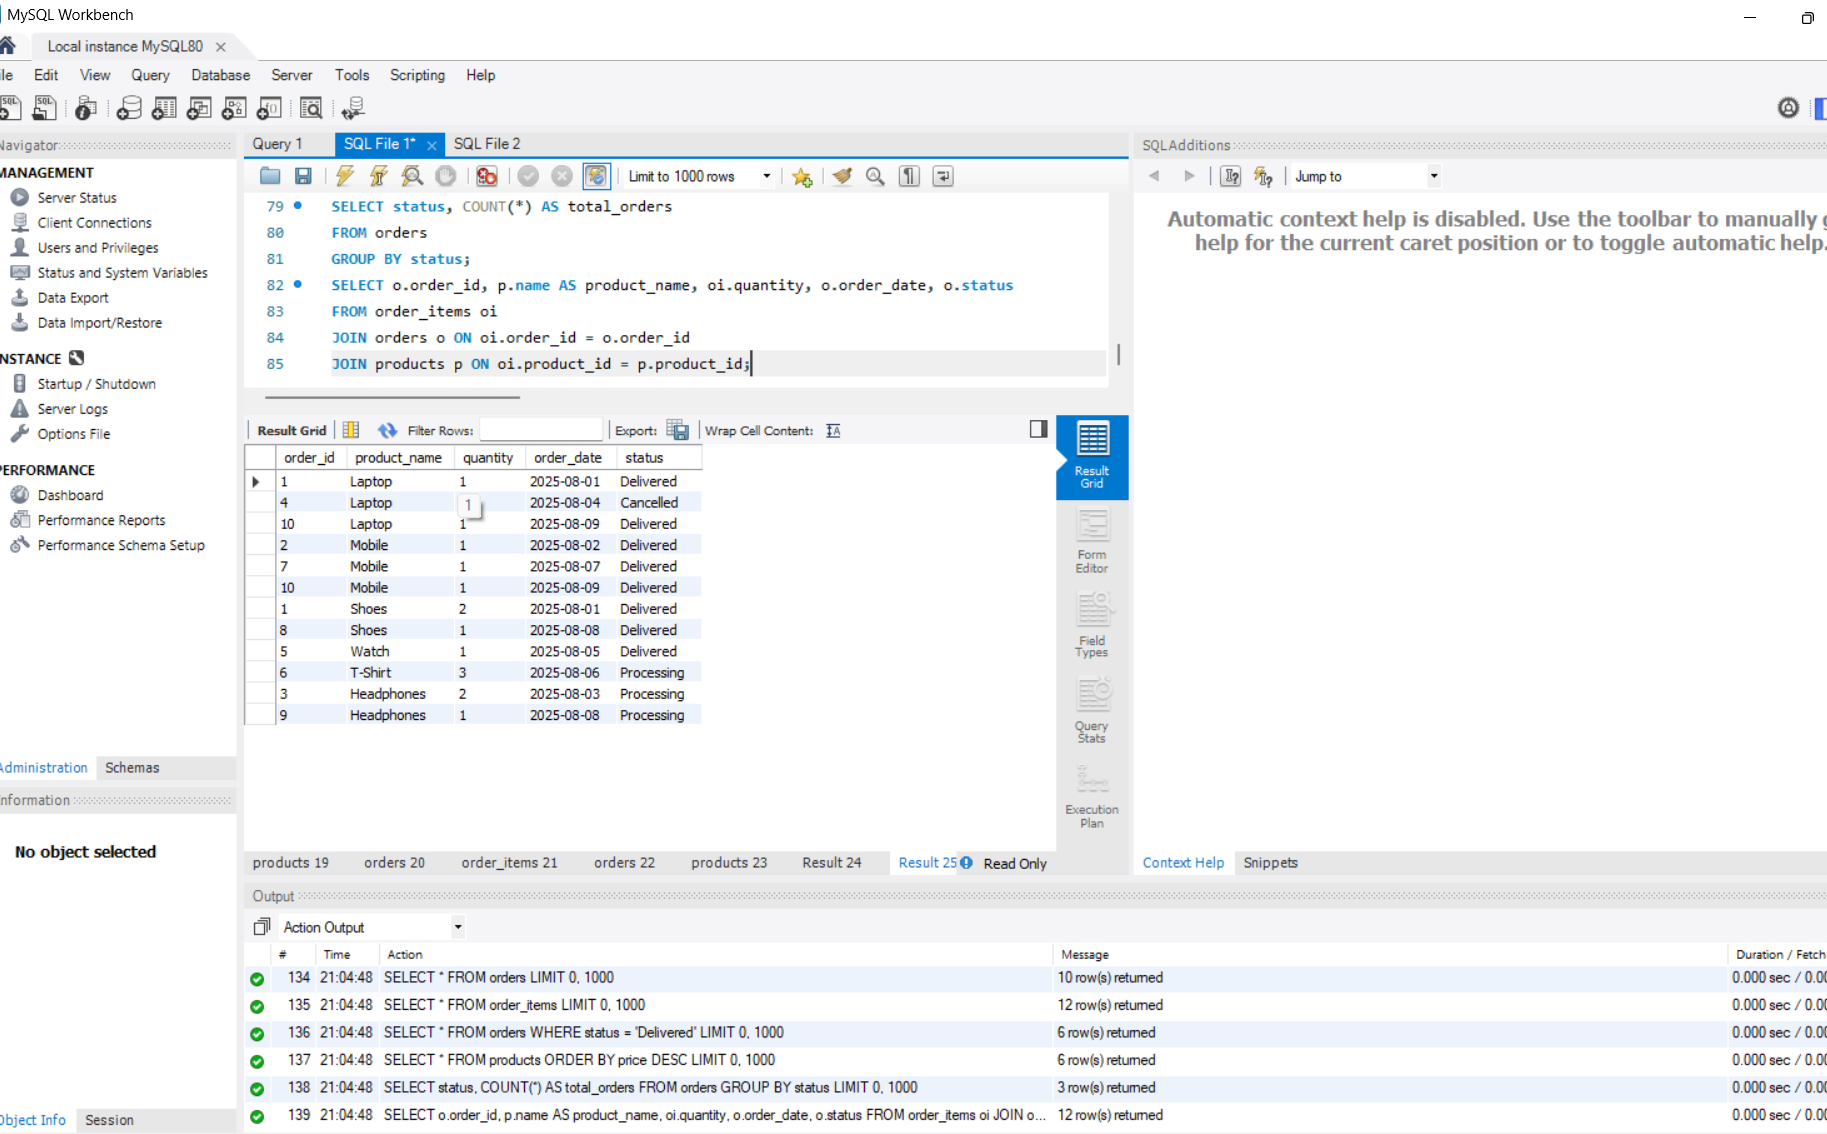 MySQL Workbench
Local instance MySQL80
ile Edit View Query Database Server Tools Scripting Help
Navigator
MANAGEMENT
Server Status
Client Connections
Users and Privileges
Status and System Variables
Data Export
Data Import/Restore
INSTANCE
Startup / Shutdown
Server Logs
Options File
PERFORMANCE
Dashboard
Performance Reports
Performance Schema Setup
Administration Schemas
Information
No object selected
Object Info Session
Query 1 SQL File 1* SQL File 2
Limit to 1000 rows
79 SELECT status, COUNT(*) AS total_orders
80 FROM orders
81 GROUP BY status;
82 SELECT o.order_id, p.name AS product_name, oi.quantity, o.order_date, o.status
83 FROM order_items oi
84 JOIN orders o ON oi.order_id = o.order_id
85 JOIN products p ON oi.product_id = p.product_id;
Result Grid Filter Rows: Export: Wrap Cell Content:
order_id product_name quantity order_date status
1 Laptop 1 2025-08-01 Delivered
4 Laptop 1 2025-08-04 Cancelled
10 Laptop 1 2025-08-09 Delivered
2 Mobile 1 2025-08-02 Delivered
7 Mobile 1 2025-08-07 Delivered
10 Mobile 1 2025-08-09 Delivered
1 Shoes 2 2025-08-01 Delivered
8 Shoes 1 2025-08-08 Delivered
5 Watch 1 2025-08-05 Delivered
6 T-Shirt 3 2025-08-06 Processing
3 Headphones 2 2025-08-03 Processing
9 Headphones 1 2025-08-08 Processing
Result
Grid
Form
Editor
Field
Types
Query
Stats
Execution
Plan
products 19 orders 20 order_items 21 orders 22 products 23 Result 24 Result 25 Read Only
SQLAdditions
Jump to
Automatic context help is disabled. Use the toolbar to manually g
help for the current caret position or to toggle automatic help.
Context Help Snippets
Output
Action Output
# Time Action Message Duration / Fetch
134 21:04:48 SELECT * FROM orders LIMIT 0, 1000 10 row(s) returned 0.000 sec / 0.00
135 21:04:48 SELECT * FROM order_items LIMIT 0, 1000 12 row(s) returned 0.000 sec / 0.00
136 21:04:48 SELECT * FROM orders WHERE status = 'Delivered' LIMIT 0, 1000 6 row(s) returned 0.000 sec / 0.00
137 21:04:48 SELECT * FROM products ORDER BY price DESC LIMIT 0, 1000 6 row(s) returned 0.000 sec / 0.00
138 21:04:48 SELECT status, COUNT(*) AS total_orders FROM orders GROUP BY status LIMIT 0, 1000 3 row(s) returned 0.000 sec / 0.00
139 21:04:48 SELECT o.order_id, p.name AS product_name, oi.quantity, o.order_date, o.status FROM order_items oi JOIN o... 12 row(s) returned 0.000 sec / 0.00